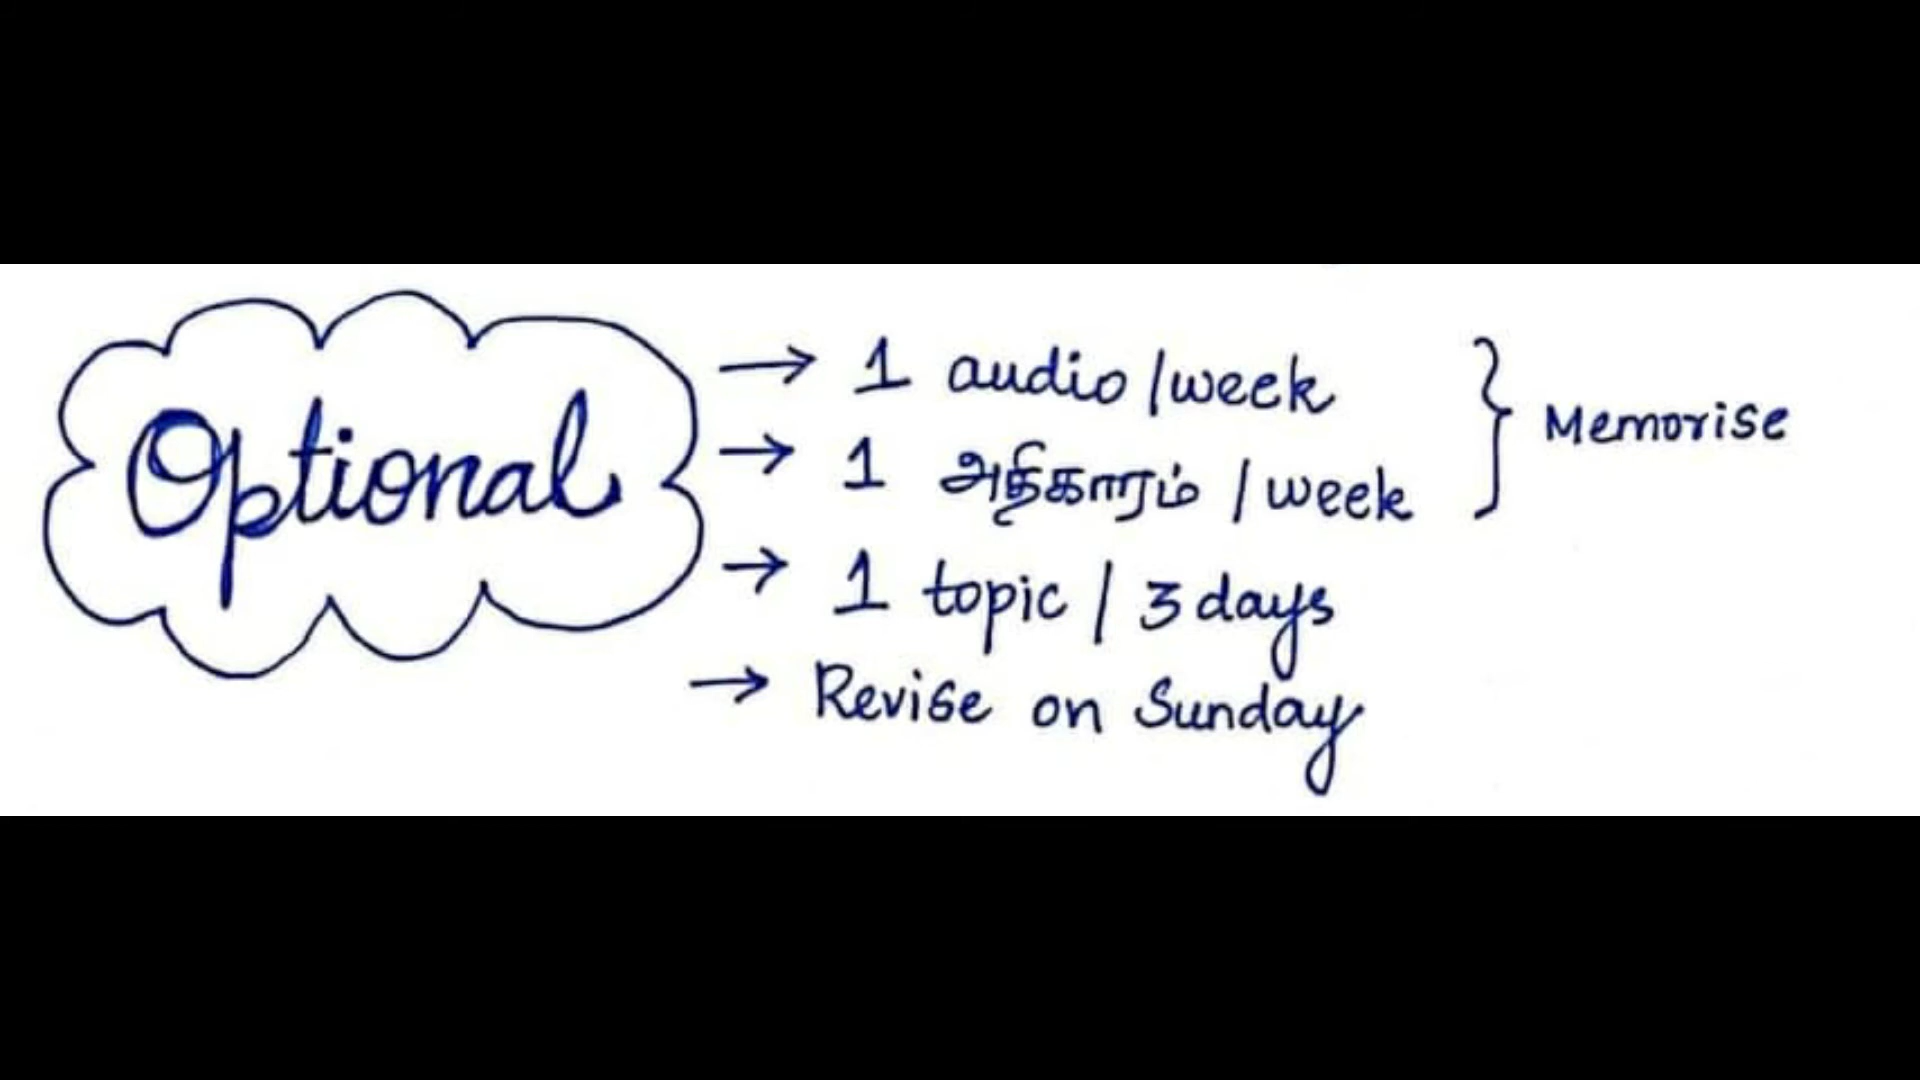 Optional
→ 1 audio / week
→ 1 அதிகாரம் / week
} Memorise
→ 1 topic / 3 days
→ Revise on Sunday